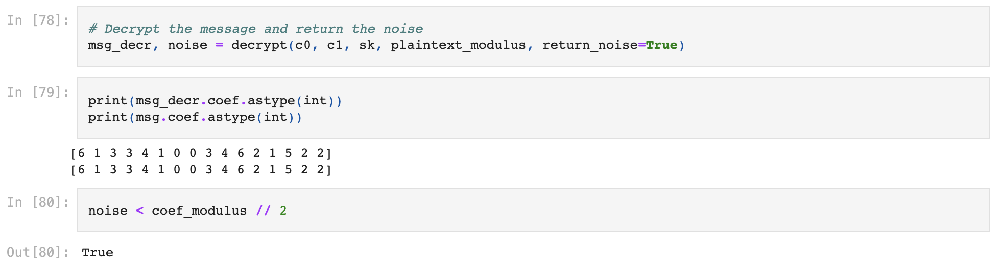 In [78]:
# Decrypt the message and return the noise
msg_decr, noise = decrypt(c0, c1, sk, plaintext_modulus, return_noise=True)
In [79]:
print(msg_decr.coef.astype(int))
print(msg.coef.astype(int))
[6 1 3 3 4 1 0 0 3 4 6 2 1 5 2 2]
[6 1 3 3 4 1 0 0 3 4 6 2 1 5 2 2]
In [80]:
noise < coef_modulus // 2
Out[80]: True